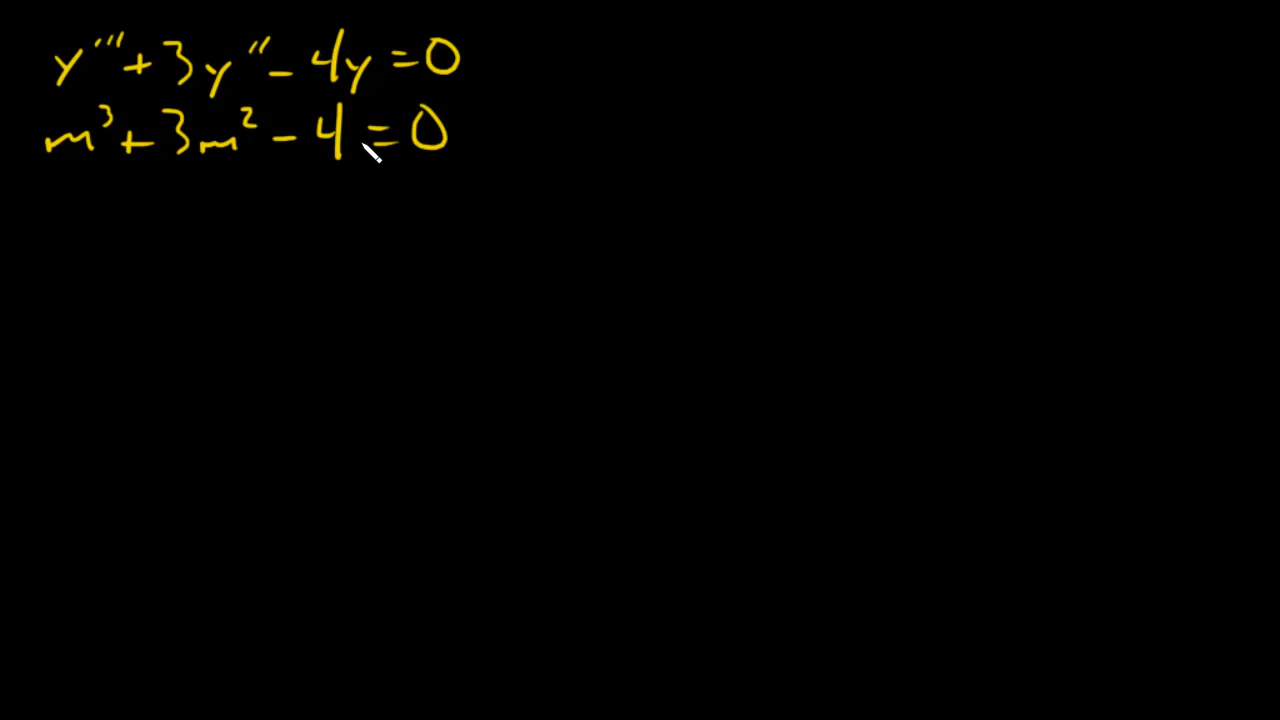 y''' + 3y'' - 4y = 0
m³ + 3m² - 4 = 0